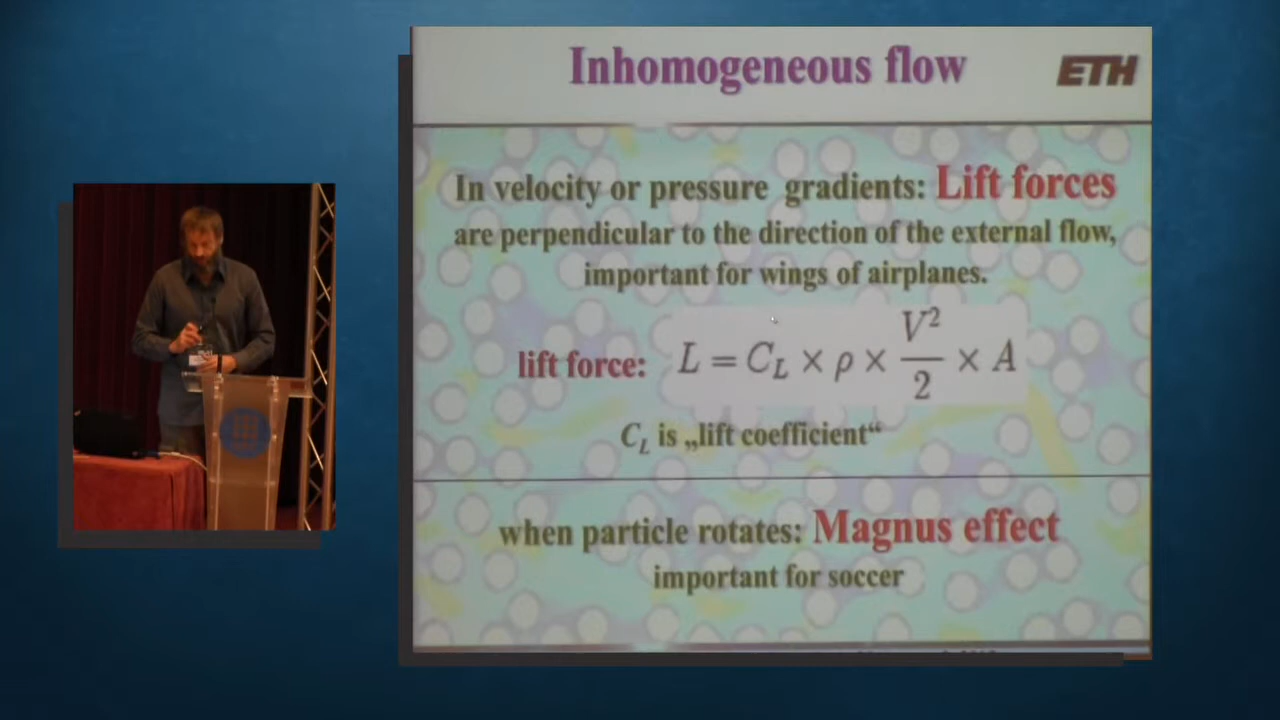 Inhomogeneous flow
ETH
In velocity or pressure gradients: Lift forces
are perpendicular to the direction of the external flow,
important for wings of airplanes.
lift force: L = C_L × ρ × V²/2 × A
C_L is „lift coefficient“
when particle rotates: Magnus effect
important for soccer